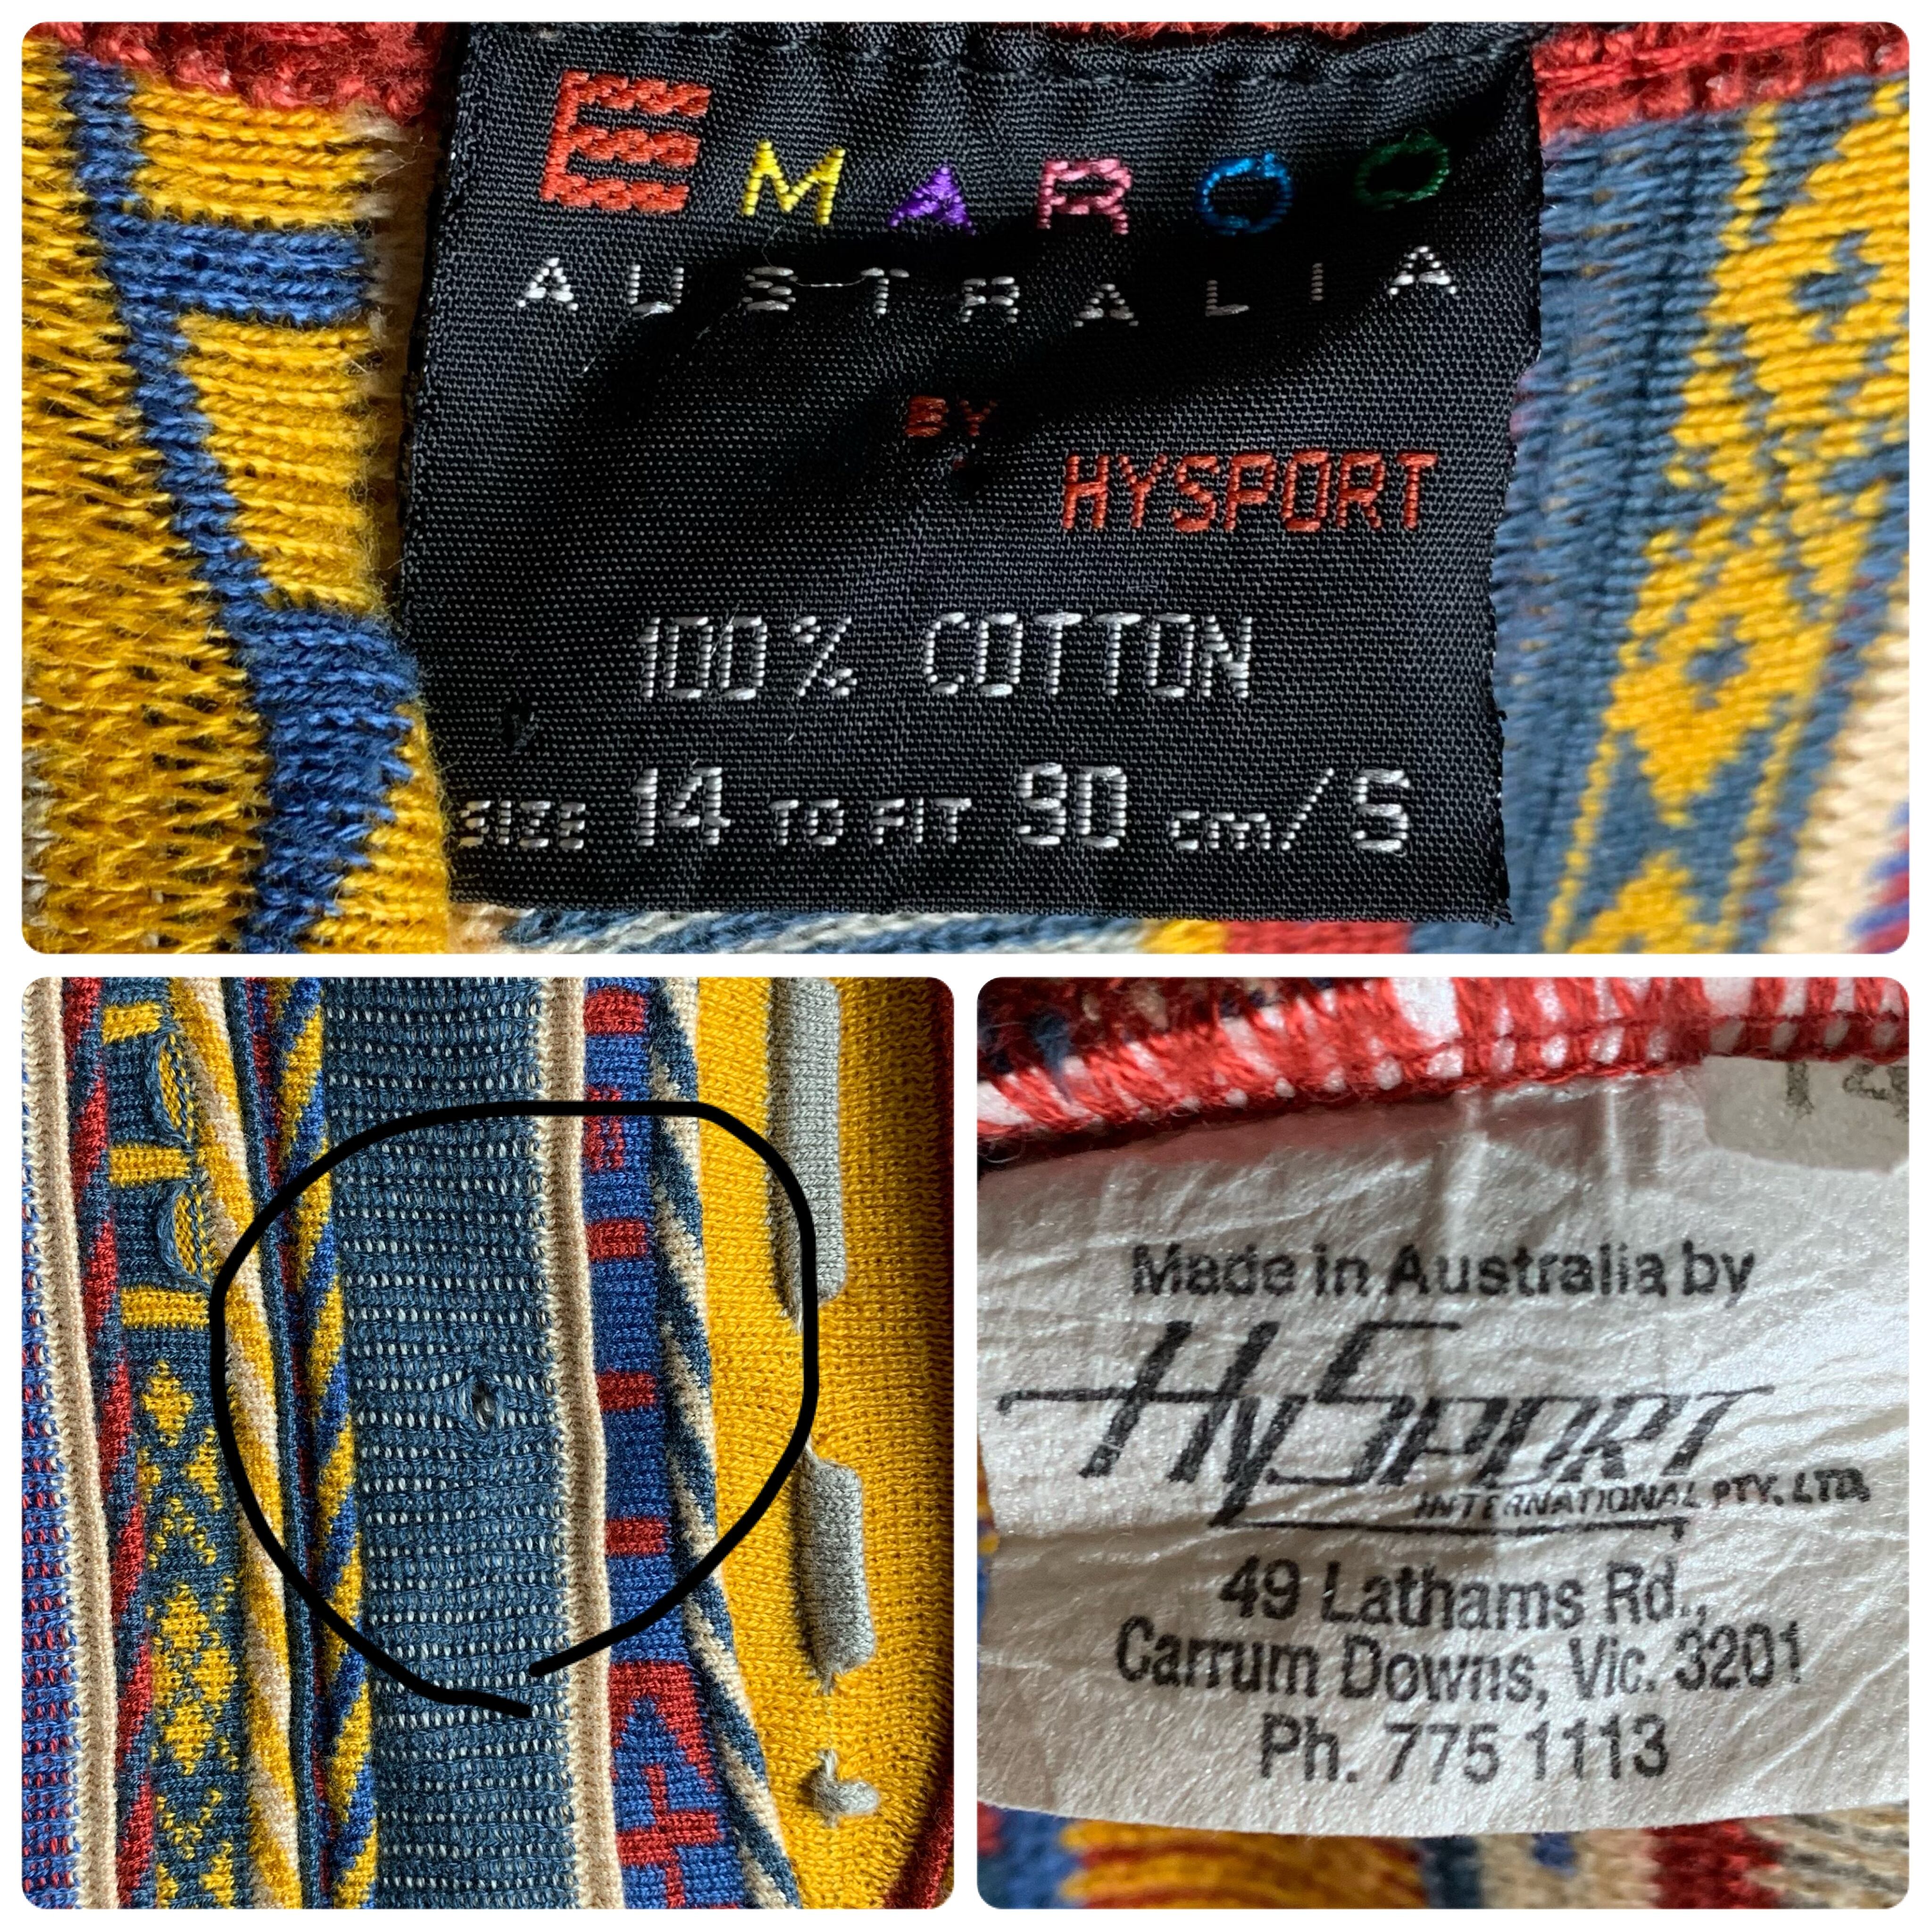 EMAROO
AUSTRALIA
BY
HYSPORT
100% COTTON
SIZE 14 TO FIT 90 cm/S
Made in Australia by
HYSPORT
INTERNATIONAL PTY. LTD.
49 Lathams Rd.,
Carrum Downs, Vic. 3201
Ph. 775 1113